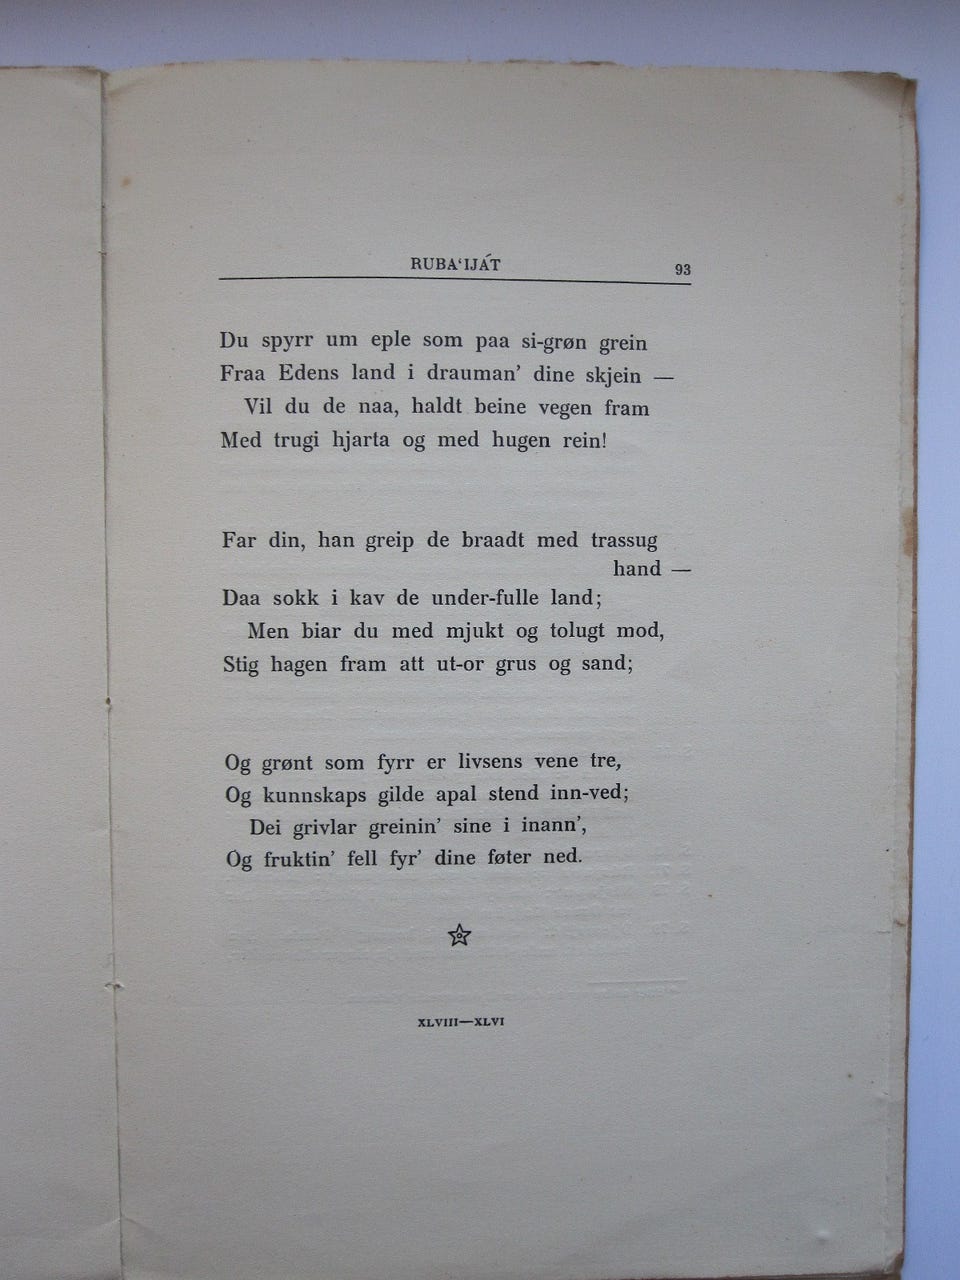 RUBA‘IJÁT 93
Du spyrr um eple som paa si-grøn grein
Fraa Edens land i drauman’ dine skjein —
Vil du de naa, haldt beine vegen fram
Med trugi hjarta og med hugen rein!
Far din, han greip de braadt med trassug
hand —
Daa sokk i kav de under-fulle land;
Men biar du med mjukt og tolugt mod,
Stig hagen fram att ut-or grus og sand;
Og grønt som fyrr er livsens vene tre,
Og kunnskaps gilde apal stend inn-ved;
Dei grivlar greinin’ sine i inann’,
Og fruktin’ fell fyr’ dine føter ned.
XLVIII—XLVI